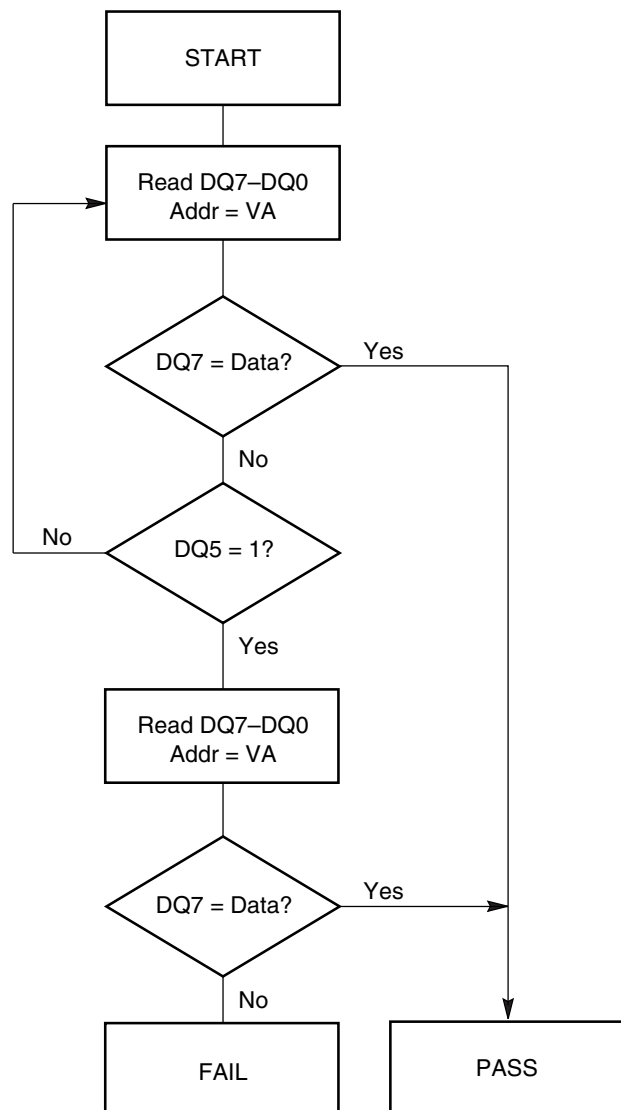 START
Read DQ7–DQ0
Addr = VA
DQ7 = Data?
Yes
No
No
DQ5 = 1?
Yes
Read DQ7–DQ0
Addr = VA
DQ7 = Data?
Yes
No
FAIL
PASS